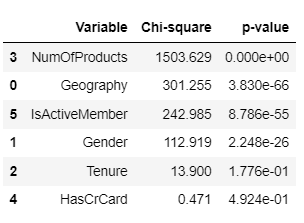 Variable Chi-square p-value
3 NumOfProducts 1503.629 0.000e+00
0 Geography 301.255 3.830e-66
5 IsActiveMember 242.985 8.786e-55
1 Gender 112.919 2.248e-26
2 Tenure 13.900 1.776e-01
4 HasCrCard 0.471 4.924e-01